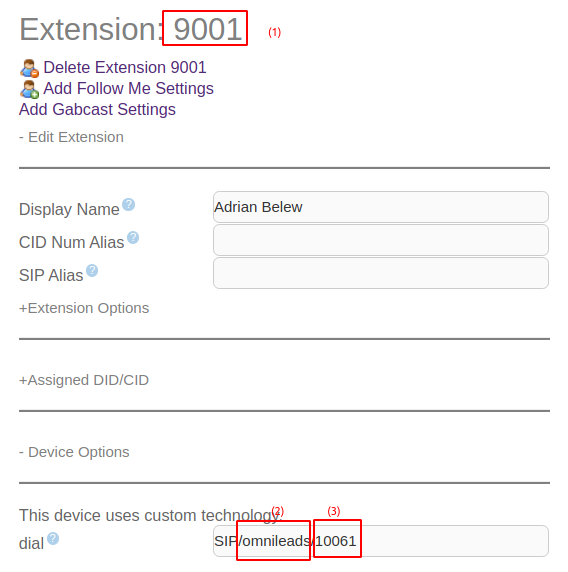 Extension: 9001 (1)
Delete Extension 9001
Add Follow Me Settings
Add Gabcast Settings
- Edit Extension
Display Name ? Adrian Belew
CID Num Alias ?
SIP Alias ?
+Extension Options
+Assigned DID/CID
- Device Options
(2) (3)
This device uses custom technology.
dial ? SIP/omnileads/10061